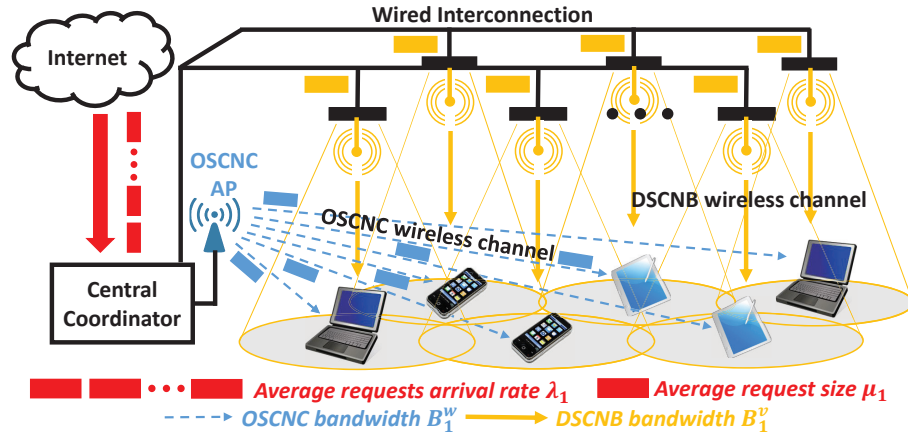 Wired Interconnection
Internet
OSCNC
AP
OSCNC wireless channel
DSCNB wireless channel
Central
Coordinator
Average requests arrival rate λ₁
Average request size μ₁
OSCNC bandwidth B₁ʷ
DSCNB bandwidth B₁ᵛ